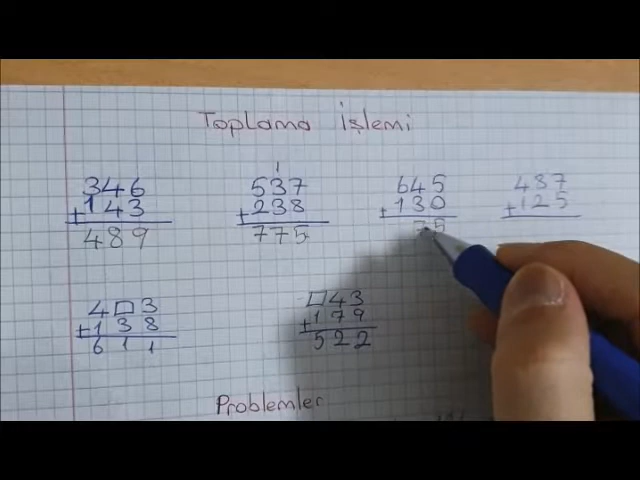 Toplama İşlemi
1
346 537 645 487
+143 +238 +130 +125
489 775 75
4□3 □43
+138 +179
611 522
Problemler